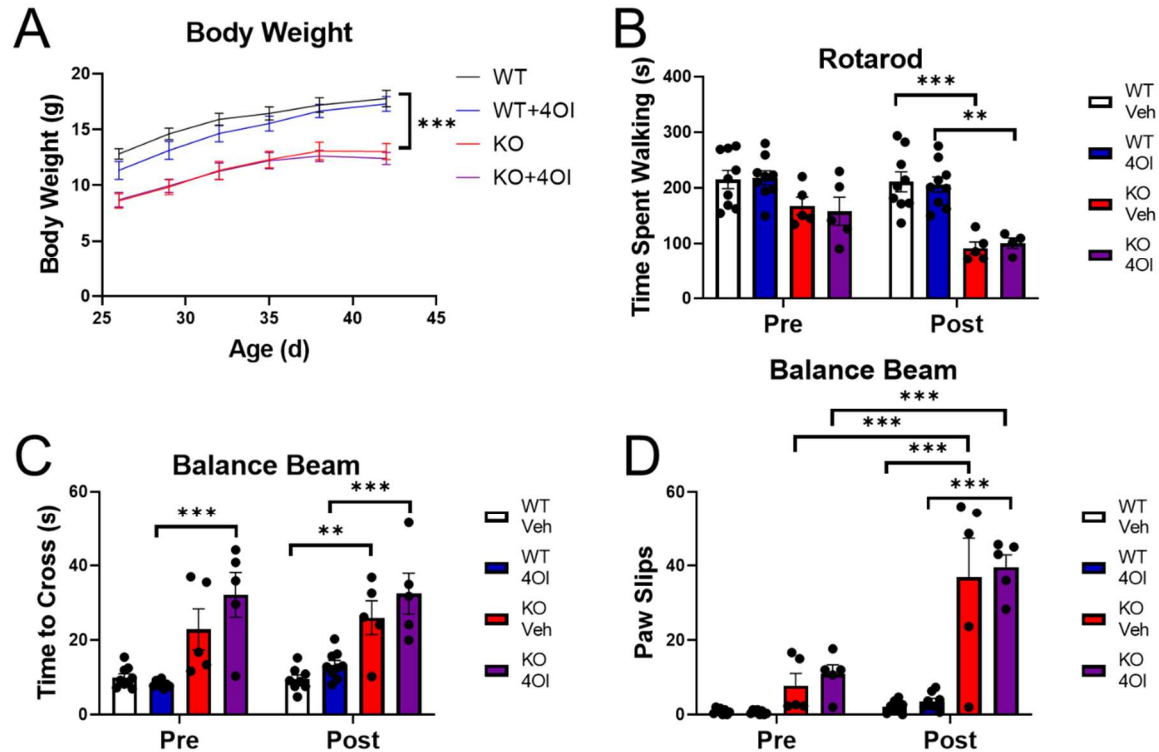 A
Body Weight
Body Weight (g)
20
15
10
5
0
25
30
35
40
45
Age (d)
***
WT
WT+4OI
KO
KO+4OI
B
Rotarod
Time Spent Walking (s)
400
300
200
100
0
***
**
Pre
Post
WT
Veh
WT
4OI
KO
Veh
KO
4OI
C
Balance Beam
Time to Cross (s)
60
40
20
0
***
**
***
Pre
Post
WT
Veh
WT
4OI
KO
Veh
KO
4OI
D
Balance Beam
Paw Slips
60
40
20
0
***
***
***
***
Pre
Post
WT
Veh
WT
4OI
KO
Veh
KO
4OI